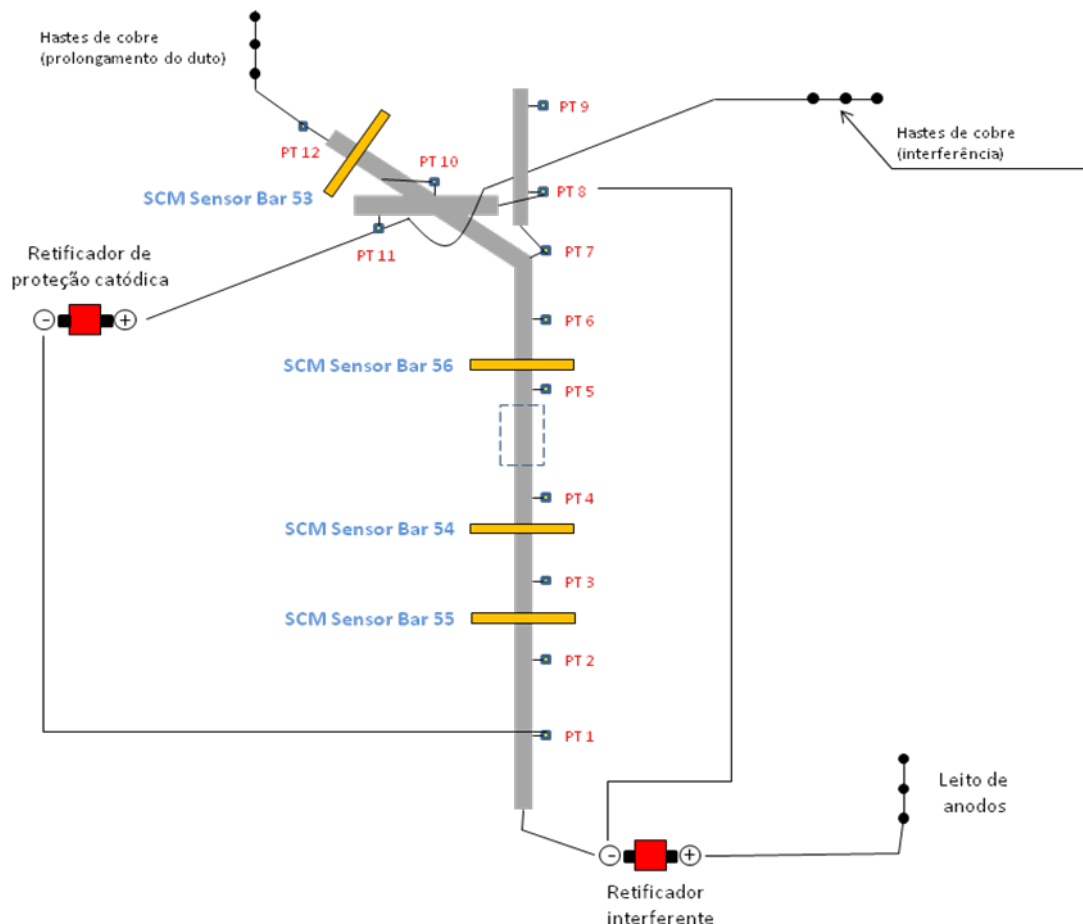 Hastes de cobre
(prolongamento do duto)
PT 9
PT 12
PT 10
Hastes de cobre
(interferência)
SCM Sensor Bar 53
PT 8
PT 11
PT 7
Retificador de
proteção catódica
−
+
PT 6
SCM Sensor Bar 56
PT 5
PT 4
SCM Sensor Bar 54
PT 3
SCM Sensor Bar 55
PT 2
PT 1
Leito de
anodos
−
+
Retificador
interferente